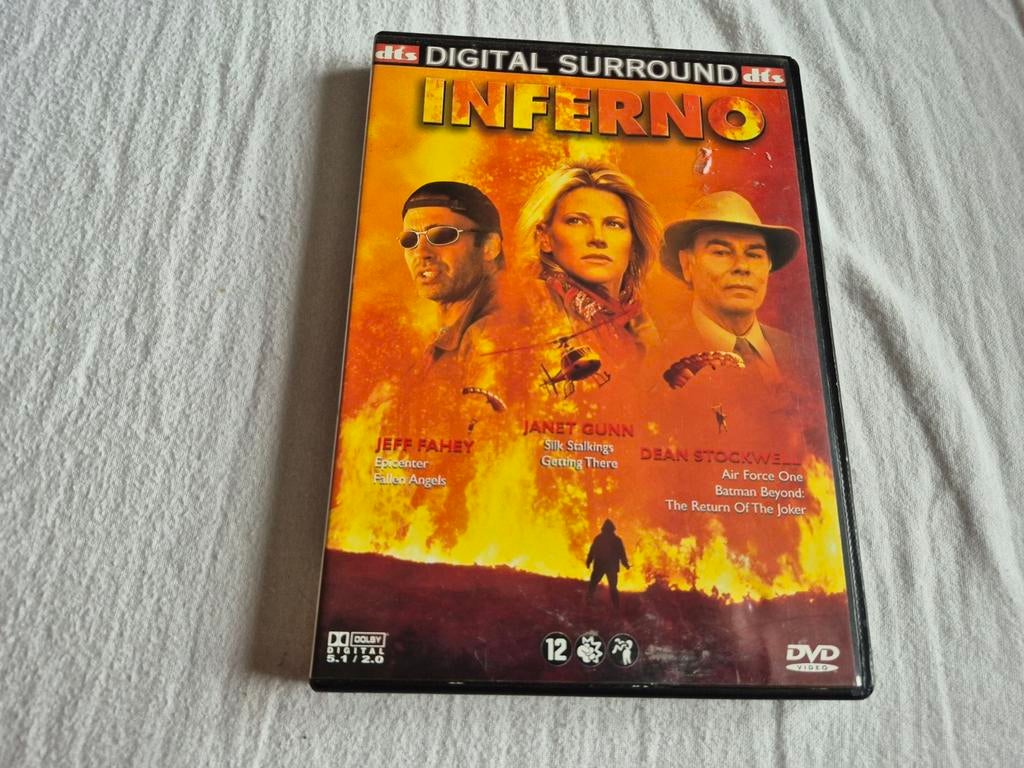 dts DIGITAL SURROUND dts
INFERNO
JEFF FAHEY
Epicenter
Fallen Angels
JANET GUNN
Silk Stalkings
Getting There
DEAN STOCKWELL
Air Force One
Batman Beyond:
The Return Of The Joker
DOLBY
DIGITAL
5.1 / 2.0
12
DVD
VIDEO